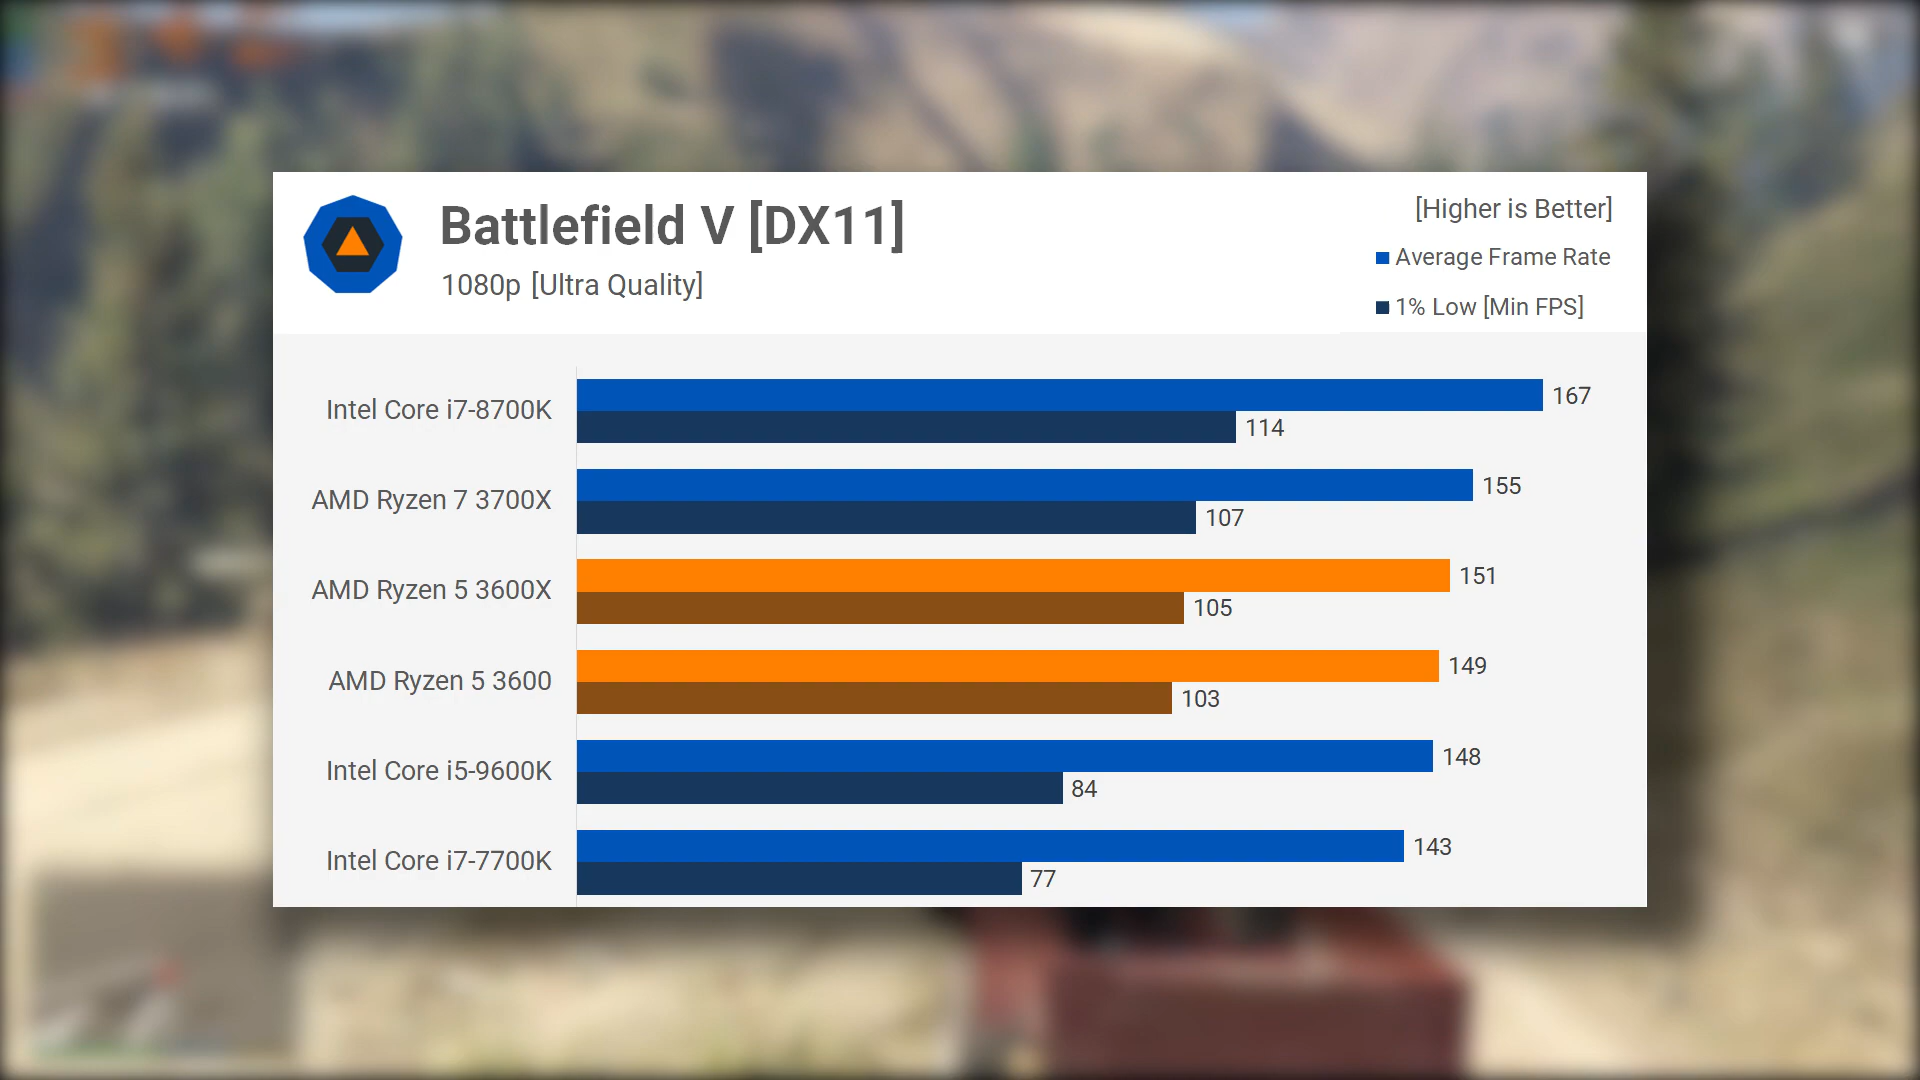 Battlefield V [DX11]
1080p [Ultra Quality]
[Higher is Better]
Average Frame Rate
1% Low [Min FPS]
Intel Core i7-8700K
167
114
AMD Ryzen 7 3700X
155
107
AMD Ryzen 5 3600X
151
105
AMD Ryzen 5 3600
149
103
Intel Core i5-9600K
148
84
Intel Core i7-7700K
143
77